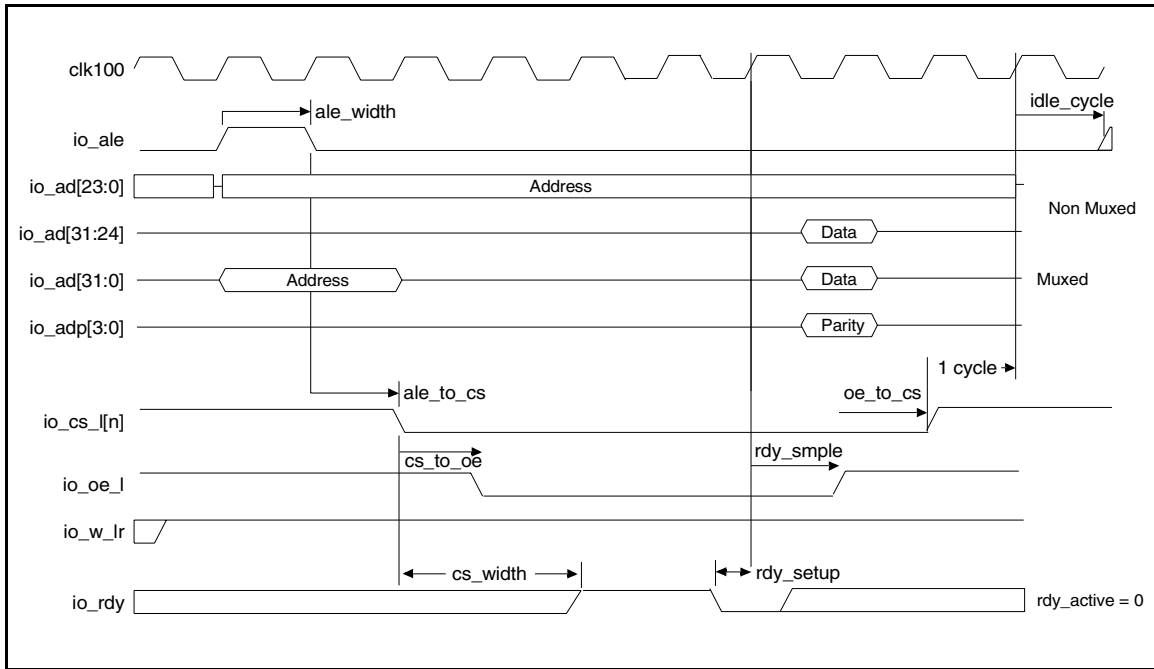 clk100
idle_cycle
ale_width
io_ale
io_ad[23:0]
Address
Non Muxed
io_ad[31:24]
Data
io_ad[31:0]
Address
Data
Muxed
io_adp[3:0]
Parity
1 cycle
ale_to_cs
oe_to_cs
io_cs_l[n]
cs_to_oe
rdy_smple
io_oe_l
io_w_lr
cs_width
rdy_setup
io_rdy
rdy_active = 0